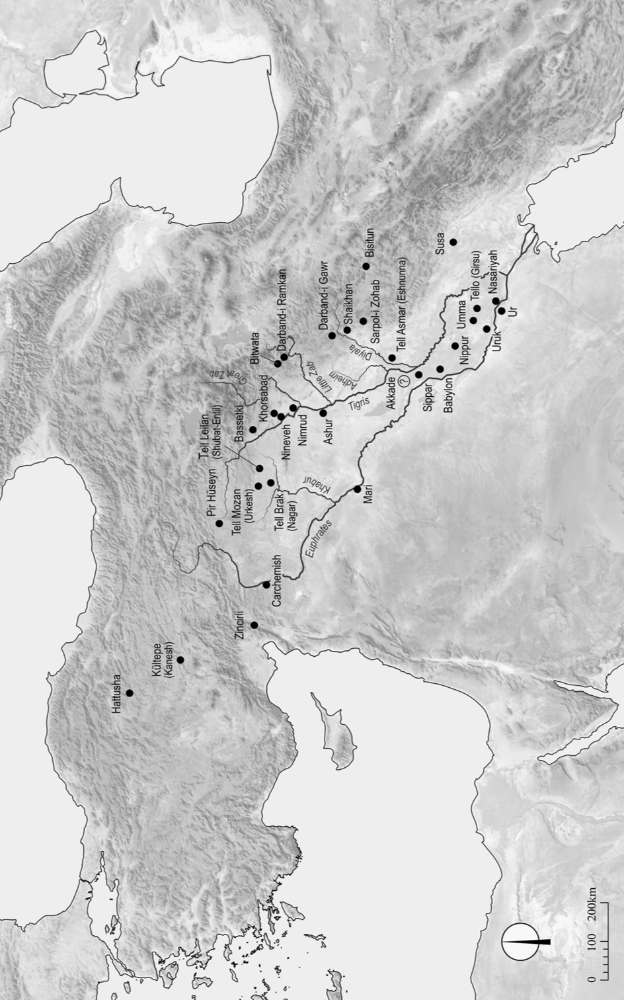 Hattusha
Kültepe
(Kanesh)
Zincirli
Carchemish
Pir Hüseyn
Tell Mozan
(Urkesh)
Tell Brak
(Nagar)
Tell Leilan
(Shubat-Enlil)
Bassetki
Khorsabad
Nineveh
Nimrud
Ashur
Bitwata
Darband-i Ramkan
Darband-i Gawr
Shaikhan
Sarpol-i Zohab
Bisitun
Tell Asmar (Eshnunna)
Akkade
?
Sippar
Babylon
Nippur
Umma
Tello (Girsu)
Uruk
Ur
Nasariyah
Susa
Mari
Euphrates
Khabur
Tigris
Great Zab
Little Zab
Adheim
Diyala
0 100 200km